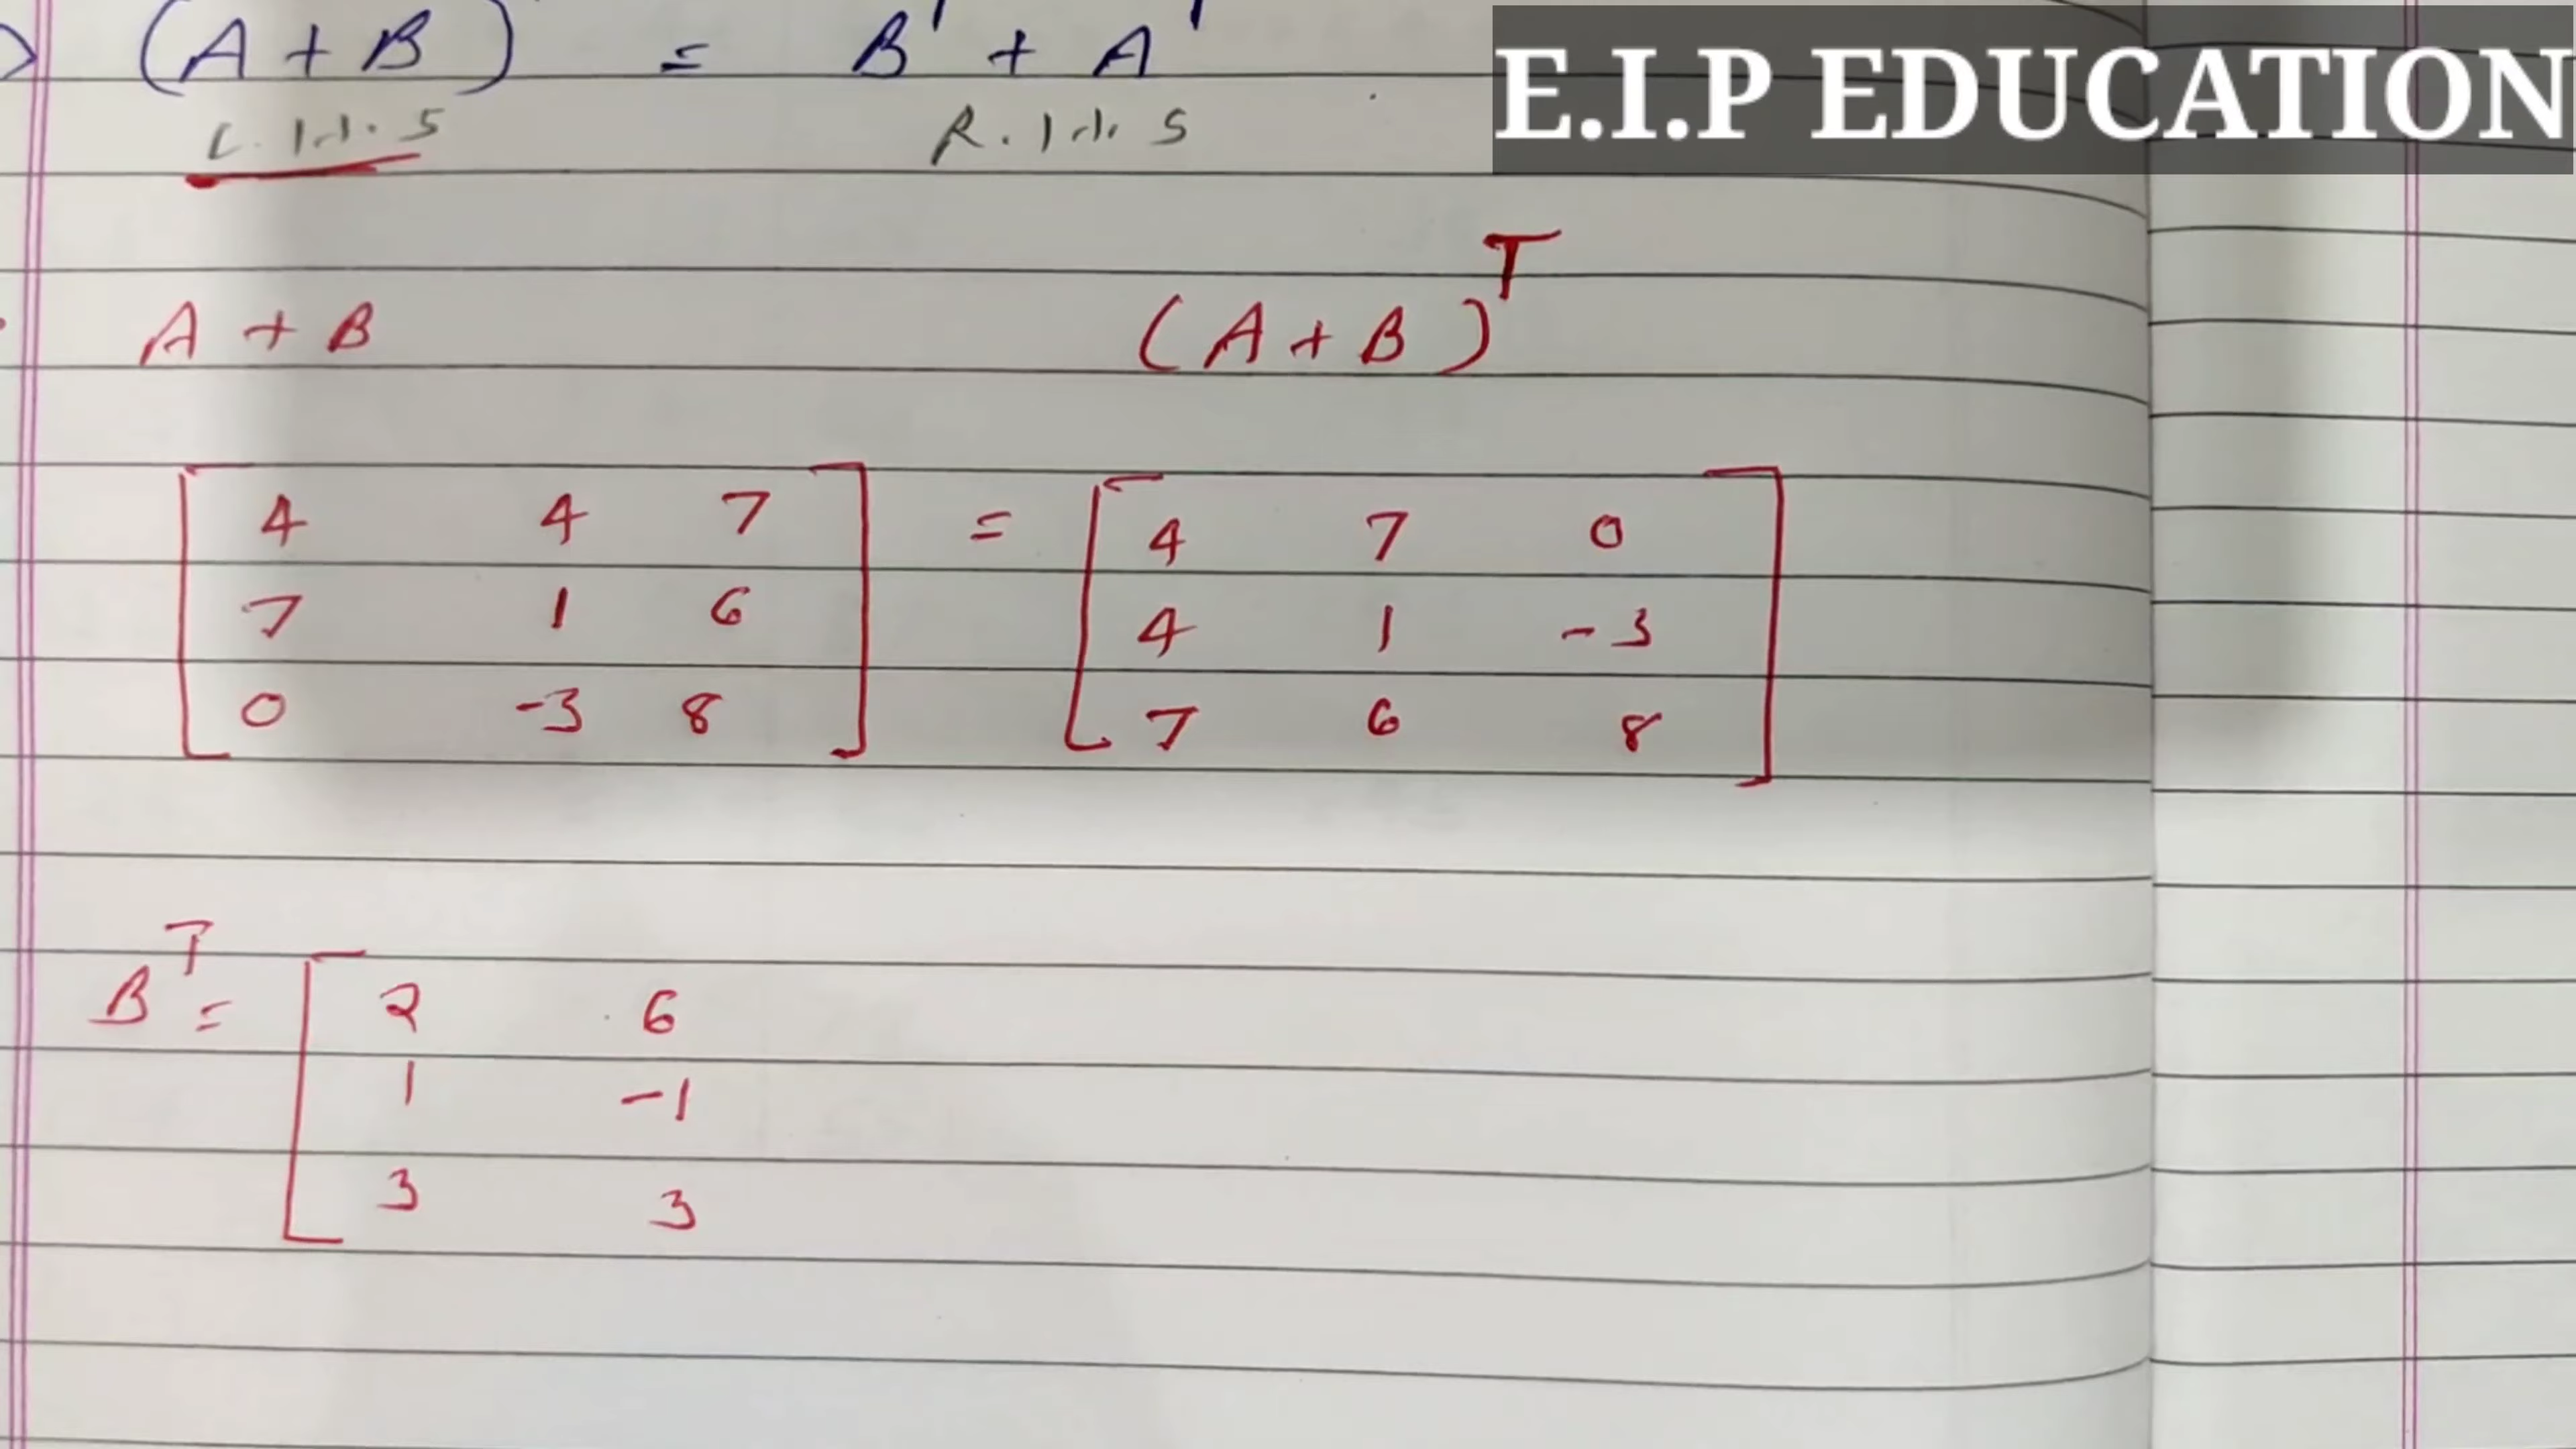 (A + B)' = B' + A'
E.I.P EDUCATION
L.H.S R.H.S
A + B (A + B)ᵀ
4 4 7 = 4 7 0
7 1 6 4 1 -3
0 -3 8 7 6 8
Bᵀ = 2 6
1 -1
3 3